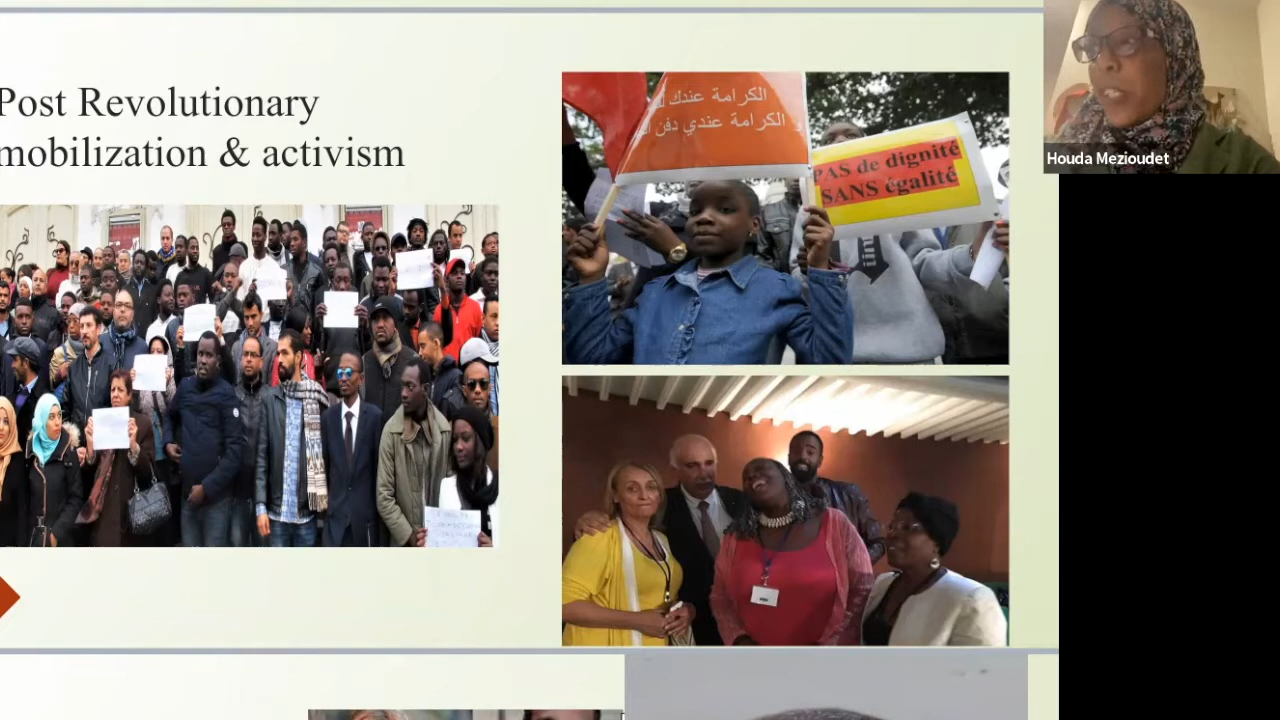 Post Revolutionary
mobilization & activism
الكرامة عندك
و الكرامة عندي دفن
PAS de dignité
SANS égalité
Houda Mezioudet